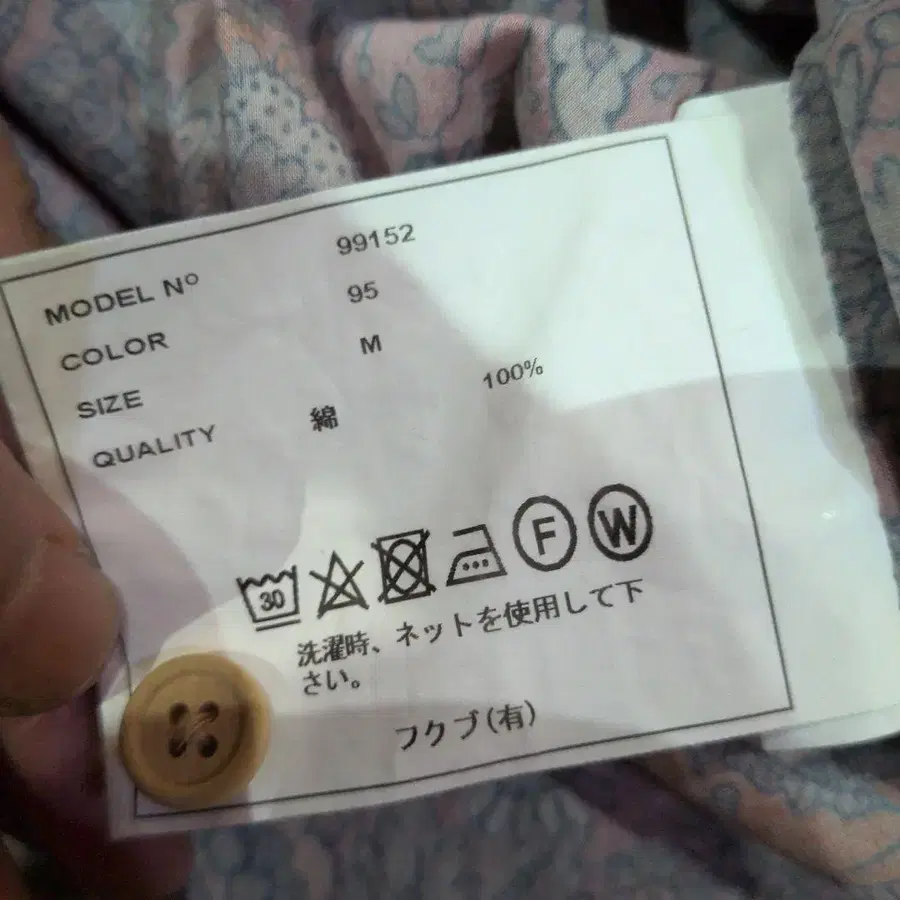 MODEL Nº 99152
COLOR 95
SIZE M
QUALITY 綿 100%
30 F W
洗濯時、ネットを使用して下
さい。
フクブ(有)